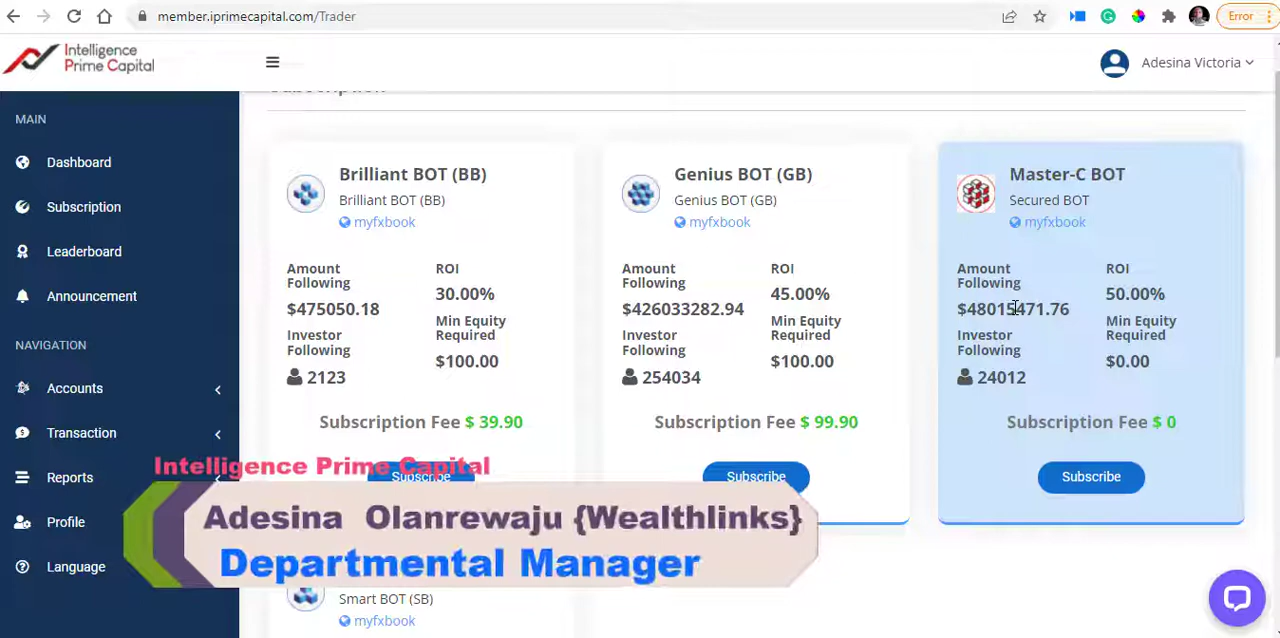 member.iprimecapital.com/Trader
Error
Intelligence
Prime Capital
Adesina Victoria
MAIN
Dashboard
Subscription
Leaderboard
Announcement
NAVIGATION
Accounts
Transaction
Reports
Profile
Language
Subscription
Brilliant BOT (BB)
Brilliant BOT (BB)
myfxbook
Amount
Following
$475050.18
Investor
Following
2123
ROI
30.00%
Min Equity
Required
$100.00
Subscription Fee $ 39.90
Subscribe
Genius BOT (GB)
Genius BOT (GB)
myfxbook
Amount
Following
$426033282.94
Investor
Following
254034
ROI
45.00%
Min Equity
Required
$100.00
Subscription Fee $ 99.90
Subscribe
Master-C BOT
Secured BOT
myfxbook
Amount
Following
$48015471.76
Investor
Following
24012
ROI
50.00%
Min Equity
Required
$0.00
Subscription Fee $ 0
Subscribe
Intelligence Prime Capital
Adesina Olanrewaju {Wealthlinks}
Departmental Manager
Smart BOT (SB)
myfxbook